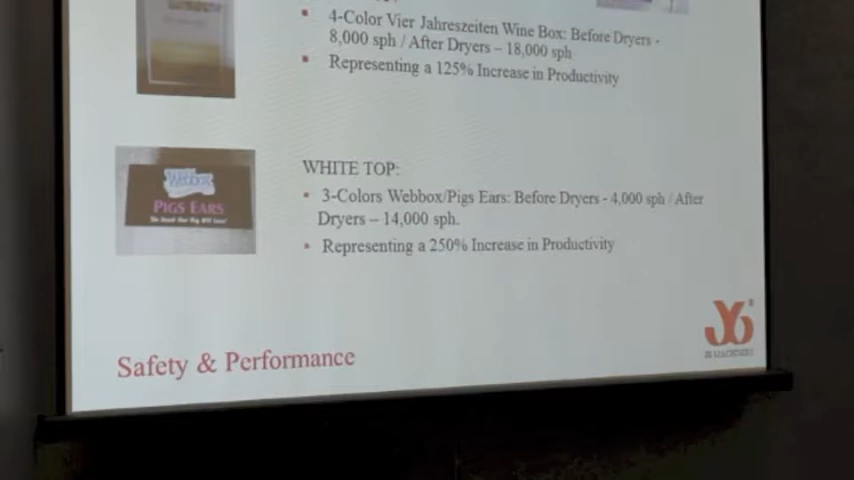 4-Color Vier Jahreszeiten Wine Box: Before Dryers -
8,000 sph / After Dryers – 18,000 sph
Representing a 125% Increase in Productivity
WHITE TOP:
3-Colors Webbox/Pigs Ears: Before Dryers - 4,000 sph / After
Dryers – 14,000 sph.
Representing a 250% Increase in Productivity
Webbox
PIGS EARS
Safety & Performance